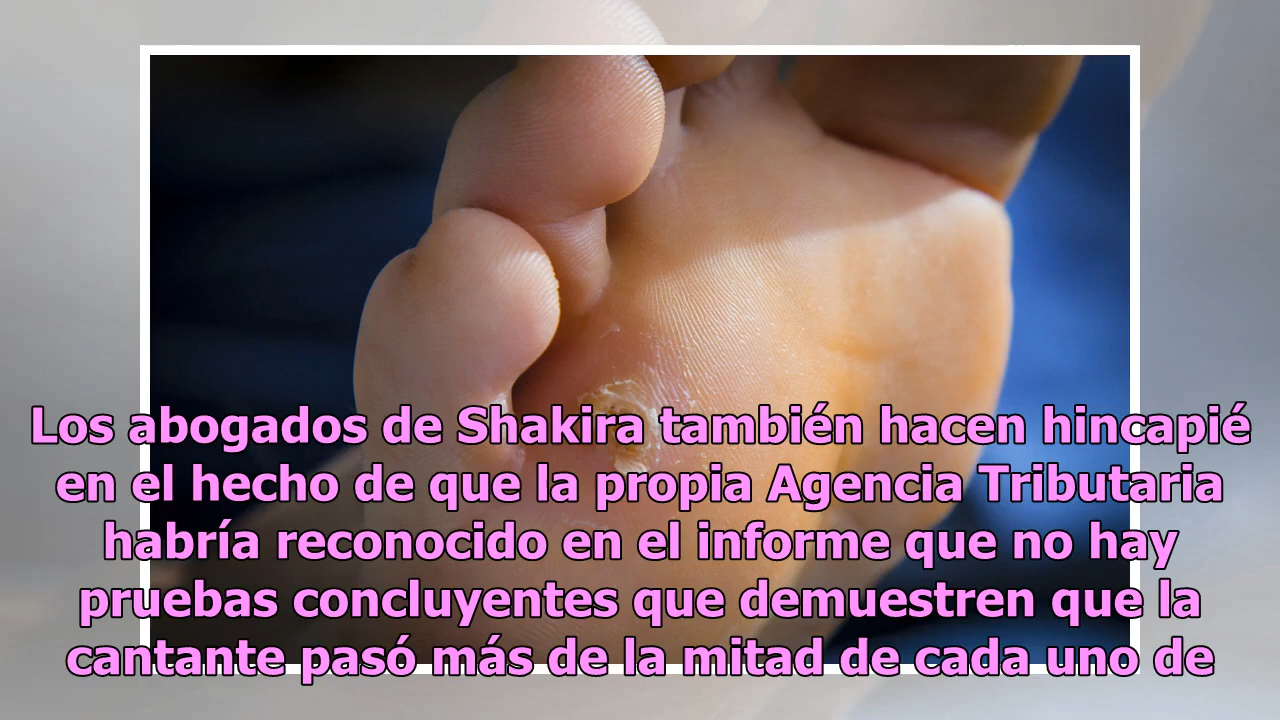 Los abogados de Shakira también hacen hincapié
en el hecho de que la propia Agencia Tributaria
habría reconocido en el informe que no hay
pruebas concluyentes que demuestren que la
cantante pasó más de la mitad de cada uno de